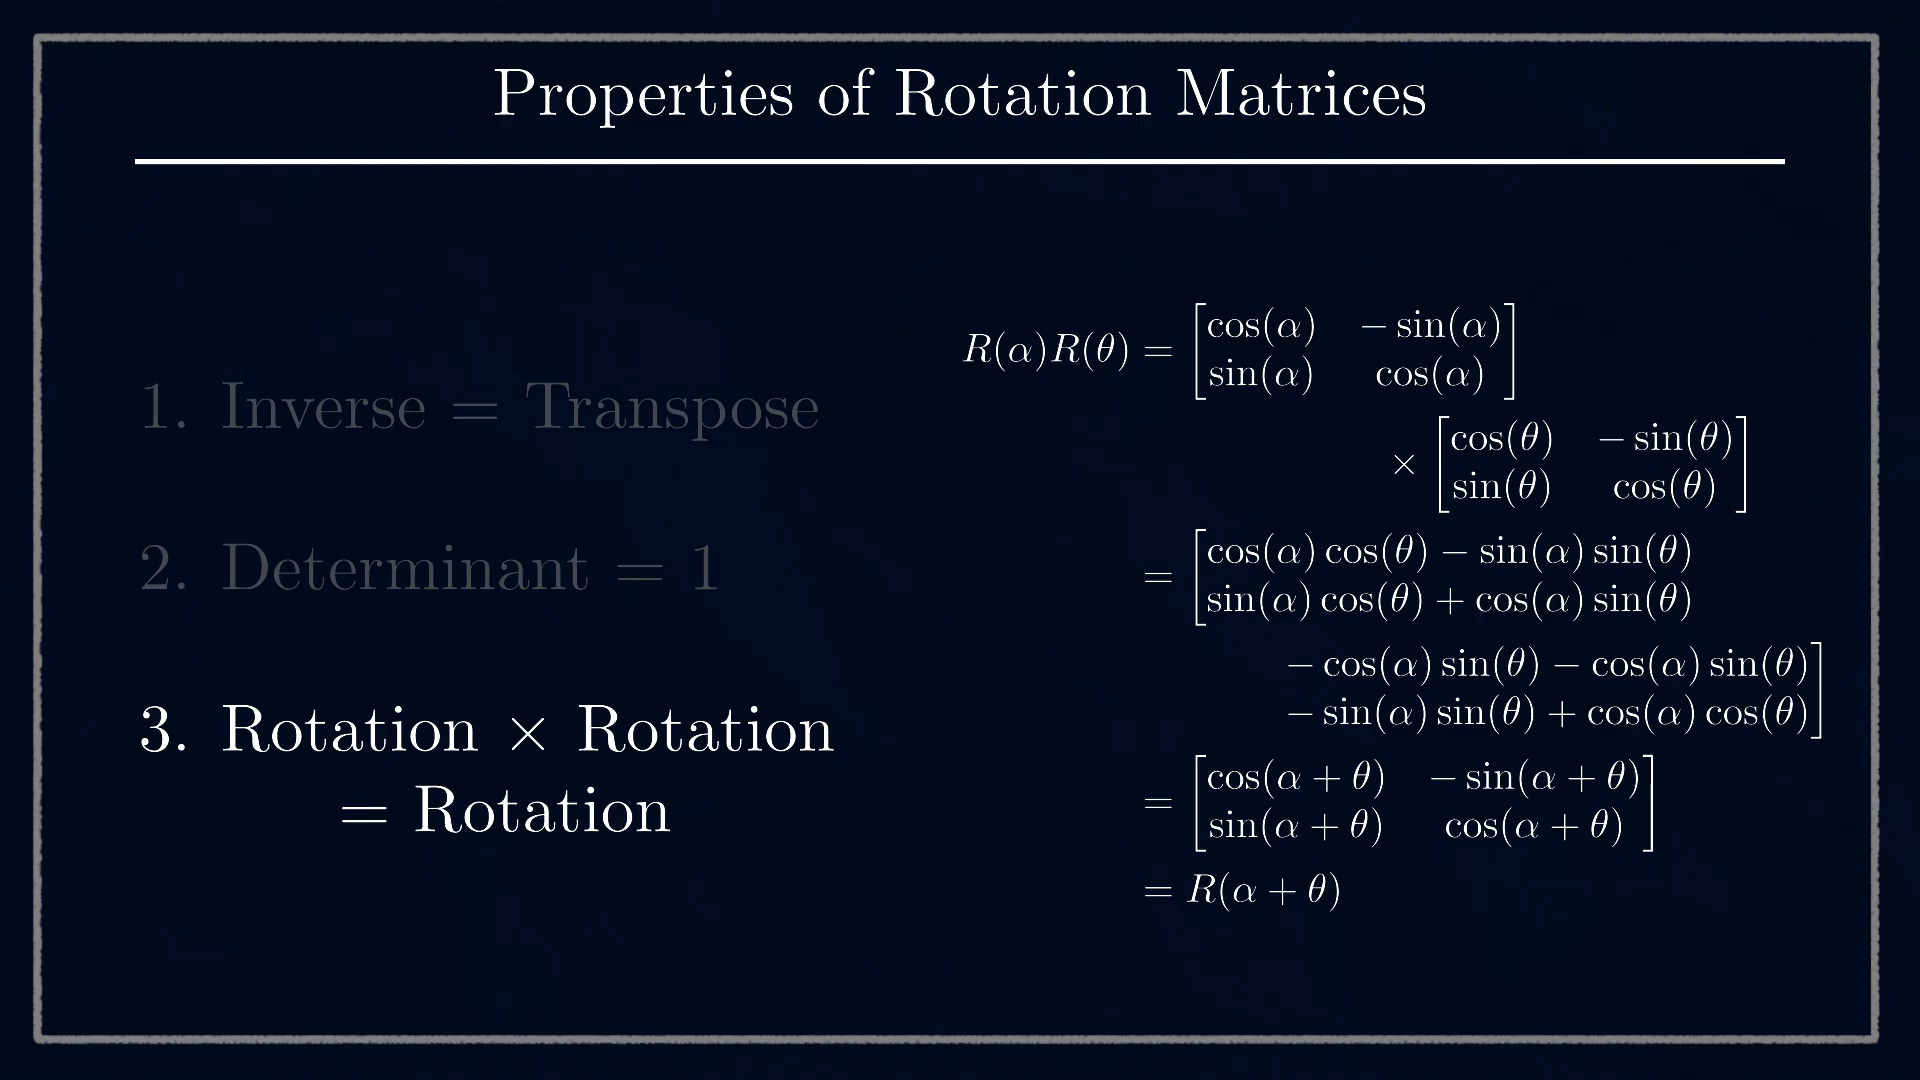 Properties of Rotation Matrices
1. Inverse = Transpose
2. Determinant = 1
3. Rotation × Rotation
= Rotation
R(α)R(θ) = [cos(α) − sin(α)
sin(α) cos(α)]
× [cos(θ) − sin(θ)
sin(θ) cos(θ)]
= [cos(α) cos(θ) − sin(α) sin(θ)
sin(α) cos(θ) + cos(α) sin(θ)
− cos(α) sin(θ) − cos(α) sin(θ)
− sin(α) sin(θ) + cos(α) cos(θ)]
= [cos(α + θ) − sin(α + θ)
sin(α + θ) cos(α + θ)]
= R(α + θ)